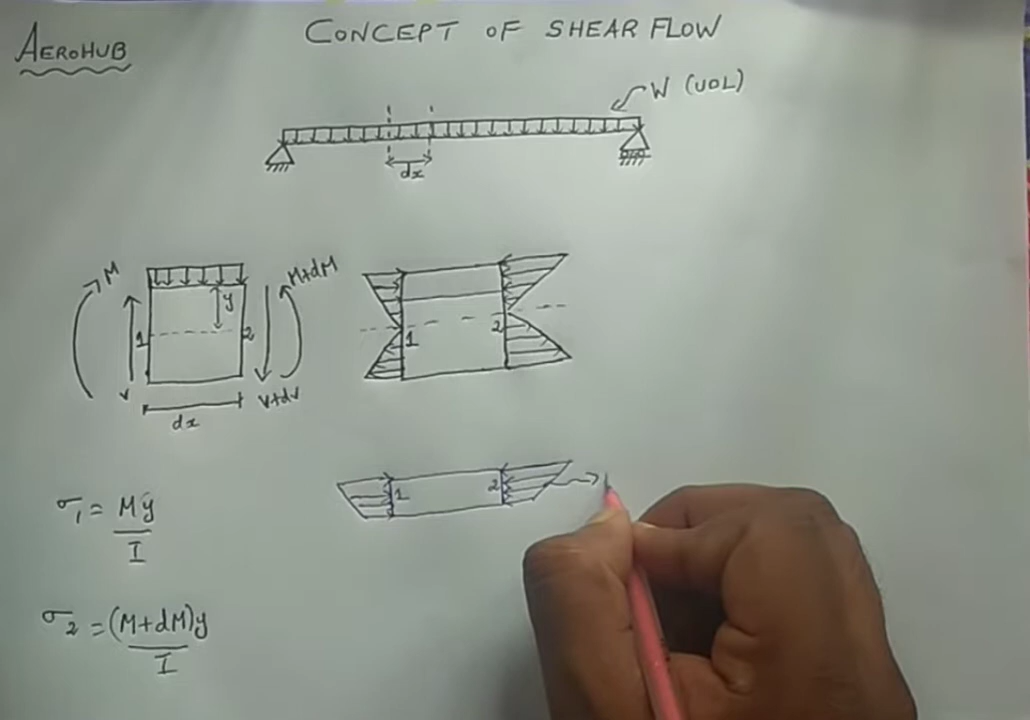 AEROHUB
CONCEPT OF SHEAR FLOW
W (UDL)
dx
M
M+dM
y
1
2
V
V+dV
dx
1
2
1
2
σ₁ = My
I
σ₂ = (M+dM)y
I